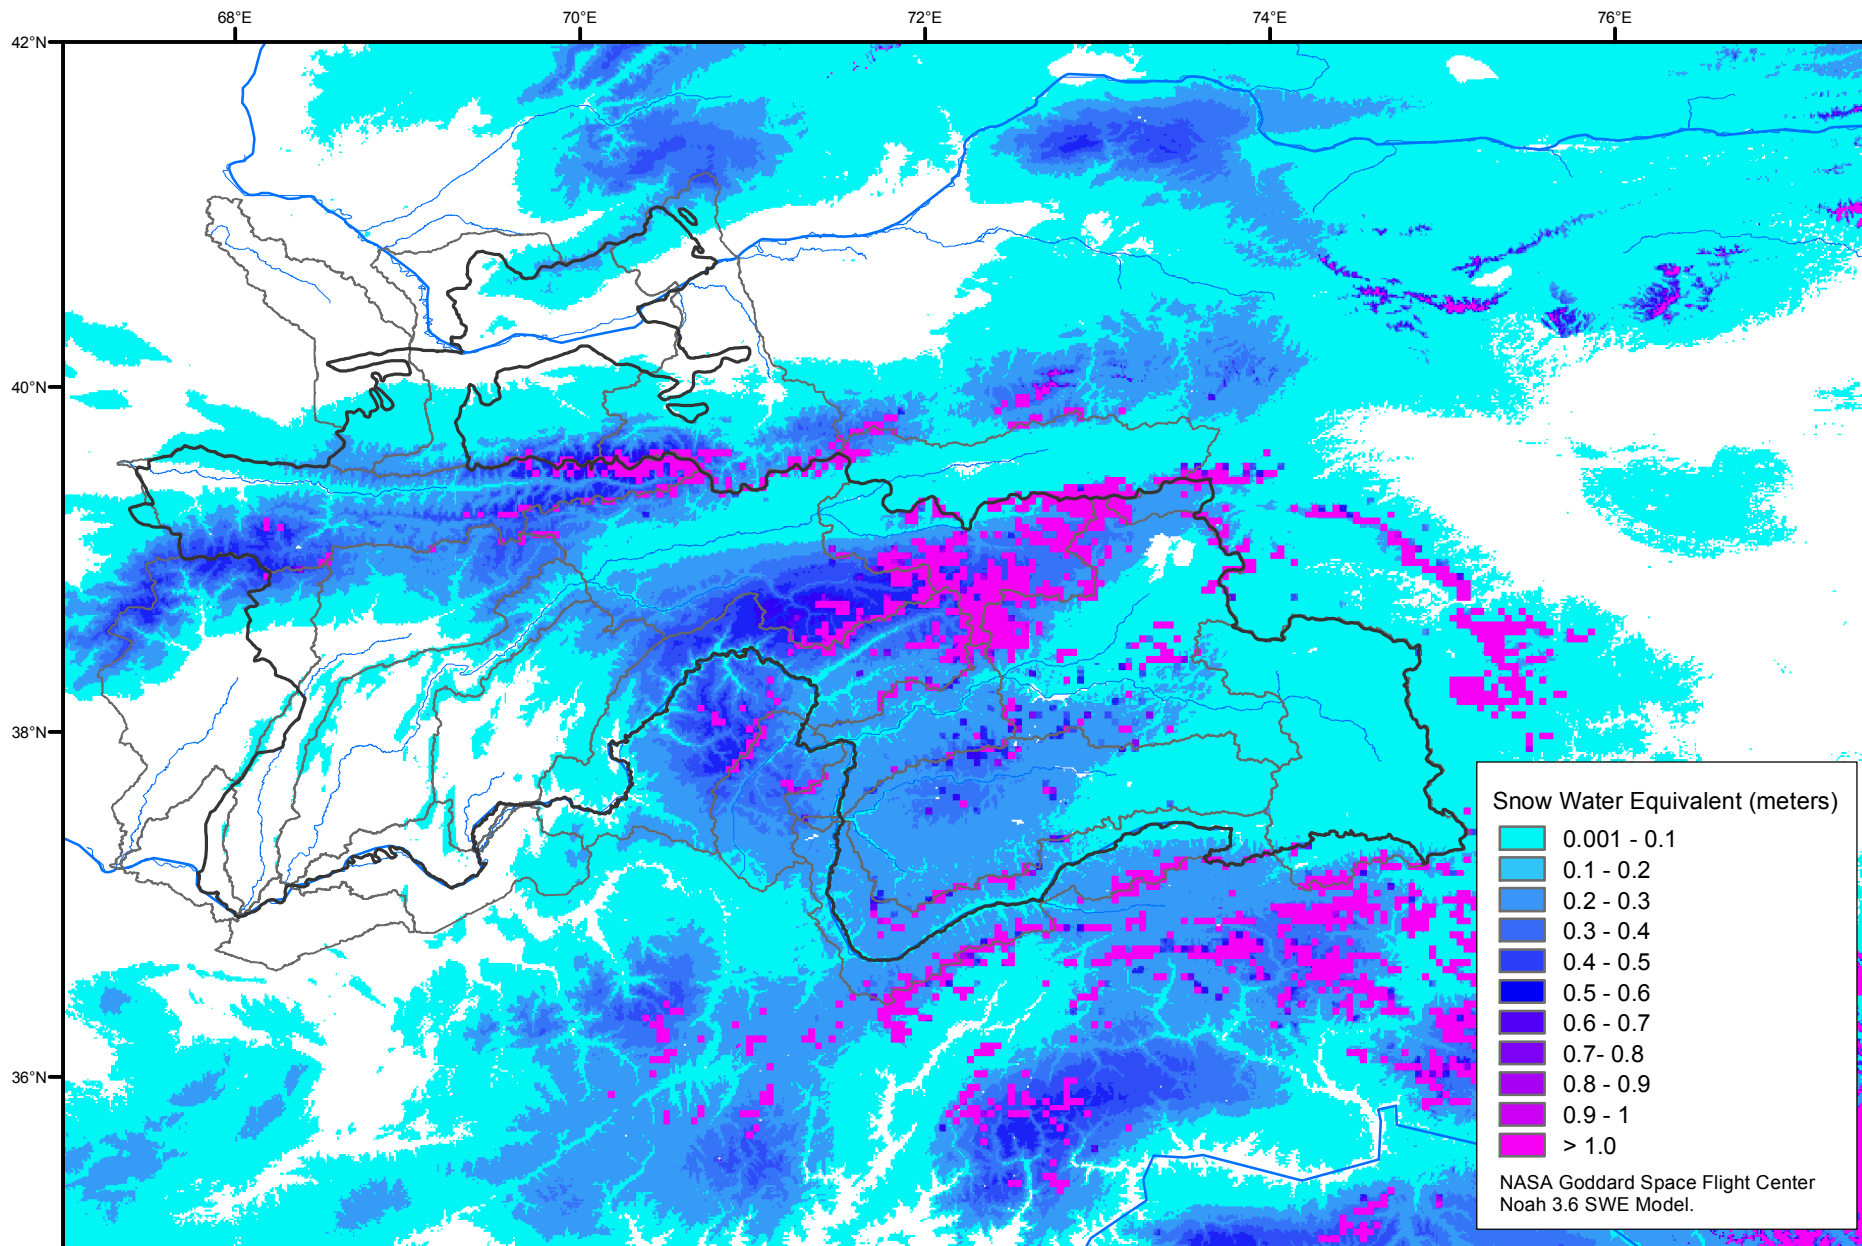 68°E
70°E
72°E
74°E
76°E
42°N
40°N
38°N
36°N
Snow Water Equivalent (meters)
0.001 - 0.1
0.1 - 0.2
0.2 - 0.3
0.3 - 0.4
0.4 - 0.5
0.5 - 0.6
0.6 - 0.7
0.7- 0.8
0.8 - 0.9
0.9 - 1
> 1.0
NASA Goddard Space Flight Center
Noah 3.6 SWE Model.